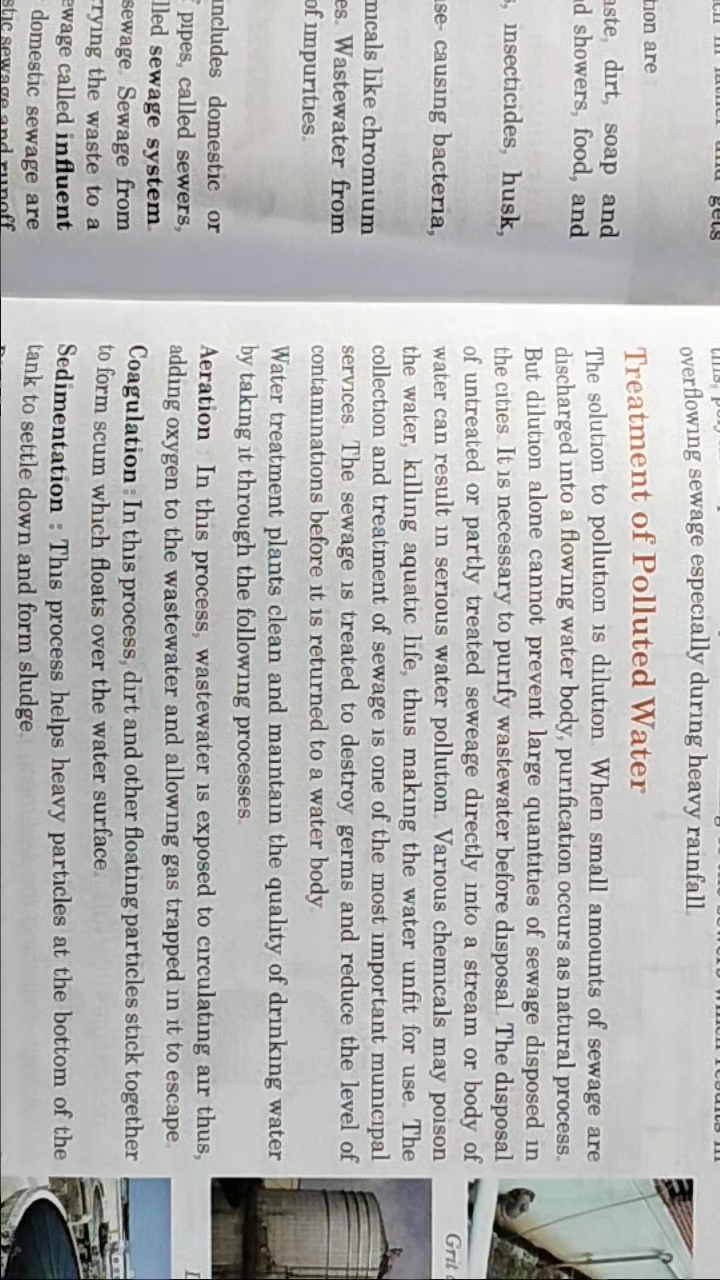 tion are
aste, dirt, soap and
d showers, food, and
, insecticides, husk,
se- causing bacteria,
micals like chromium
es. Wastewater from
of impurities.
includes domestic or
pipes, called sewers,
lled sewage system.
sewage. Sewage from
rrying the waste to a
ewage called influent
domestic sewage are
stic sewage and runoff
overflowing sewage especially during heavy rainfall.
Treatment of Polluted Water
The solution to pollution is dilution. When small amounts of sewage are
discharged into a flowing water body, purification occurs as natural process.
But dilution alone cannot prevent large quantities of sewage disposed in
the cities. It is necessary to purify wastewater before disposal. The disposal
of untreated or partly treated seweage directly into a stream or body of
water can result in serious water pollution. Various chemicals may poison
the water, killing aquatic life, thus making the water unfit for use. The
collection and treatment of sewage is one of the most important municipal
services. The sewage is treated to destroy germs and reduce the level of
contaminations before it is returned to a water body.
Water treatment plants clean and maintain the quality of drinking water
by taking it through the following processes.
Aeration : In this process, wastewater is exposed to circulating air thus,
adding oxygen to the wastewater and allowing gas trapped in it to escape.
Coagulation : In this process, dirt and other floating particles stick together
to form scum which floats over the water surface.
Sedimentation : This process helps heavy particles at the bottom of the
tank to settle down and form sludge.
Grit